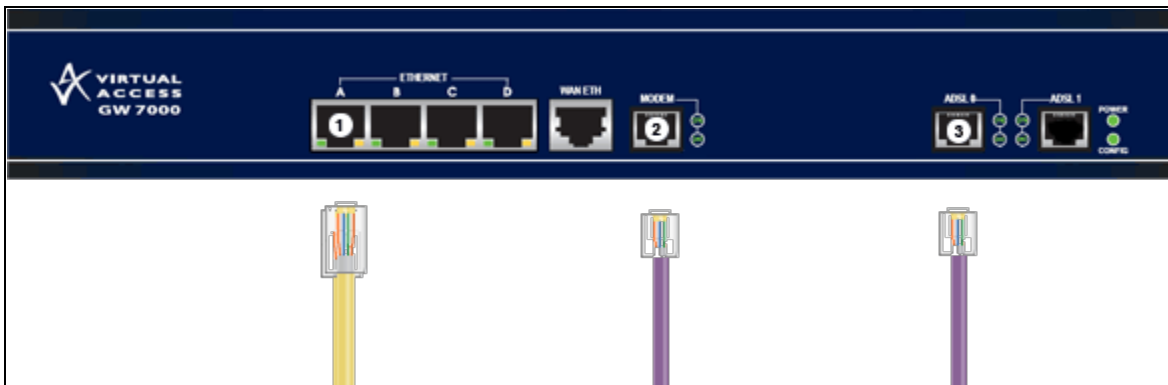 VIRTUAL
ACCESS
GW 7000
ETHERNET
A B C D
WAN ETH
MODEM
ADSL 0
ADSL 1
POWER
CONFIG
1
2
3